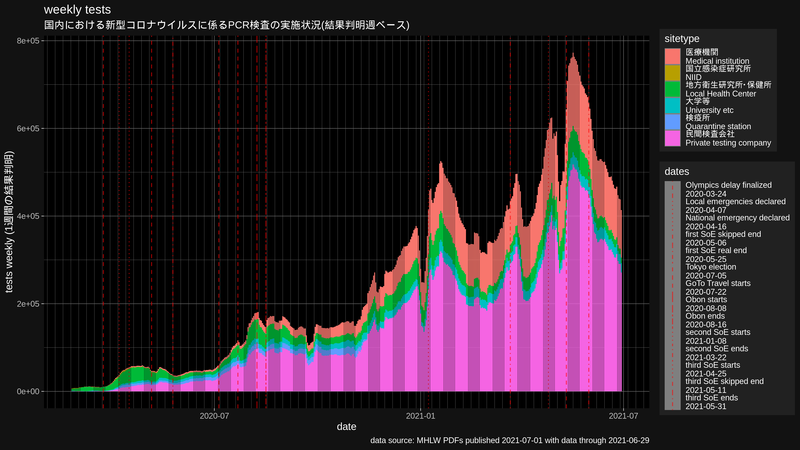 weekly tests
国内における新型コロナウイルスに係るPCR検査の実施状況(結果判明週ベース)
8e+05
6e+05
4e+05
2e+05
0e+00
tests weekly (1週間の結果判明)
2020-07
2021-01
2021-07
date
data source: MHLW PDFs published 2021-07-01 with data through 2021-06-29
sitetype
医療機関
Medical institution
国立感染症研究所
NIID
地方衛生研究所・保健所
Local Health Center
大学等
University etc
検疫所
Quarantine station
民間検査会社
Private testing company
dates
Olympics delay finalized
2020-03-24
Local emergencies declared
2020-04-07
National emergency declared
2020-04-16
first SoE skipped end
2020-05-06
first SoE real end
2020-05-25
Tokyo election
2020-07-05
GoTo Travel starts
2020-07-22
Obon starts
2020-08-08
Obon ends
2020-08-16
second SoE starts
2021-01-08
second SoE ends
2021-03-22
third SoE starts
2021-04-25
third SoE skipped end
2021-05-11
third SoE ends
2021-05-31